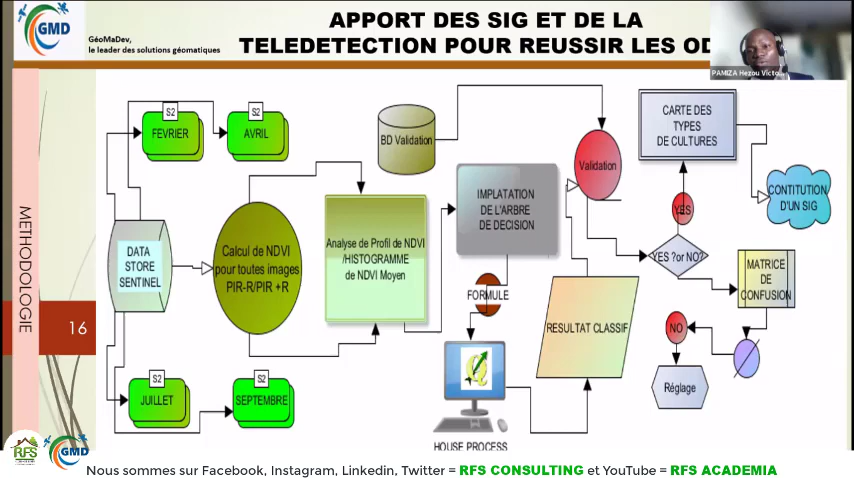 GMD
GéoMaDev,
le leader des solutions géomatiques
APPORT DES SIG ET DE LA
TELEDETECTION POUR REUSSIR LES OD
PAMIZA Hezou Victo...
METHODOLOGIE
16
S2
FEVRIER
S2
AVRIL
BD Validation
Validation
CARTE DES
TYPES
DE CULTURES
CONTITUTION
D'UN SIG
YES
YES ?or NO?
MATRICE
DE
CONFUSION
NO
Réglage
IMPLATATION
DE L'ARBRE
DE DECISION
FORMULE
RESULTAT CLASSIF
HOUSE PROCESS
Analyse de Profil de NDVI
/HISTOGRAMME
de NDVI Moyen
Calcul de NDVI
pour toutes images
PIR-R/PIR +R
DATA
STORE
SENTINEL
S2
JUILLET
S2
SEPTEMBRE
RFS
GMD
Nous sommes sur Facebook, Instagram, Linkedin, Twitter = RFS CONSULTING et YouTube = RFS ACADEMIA